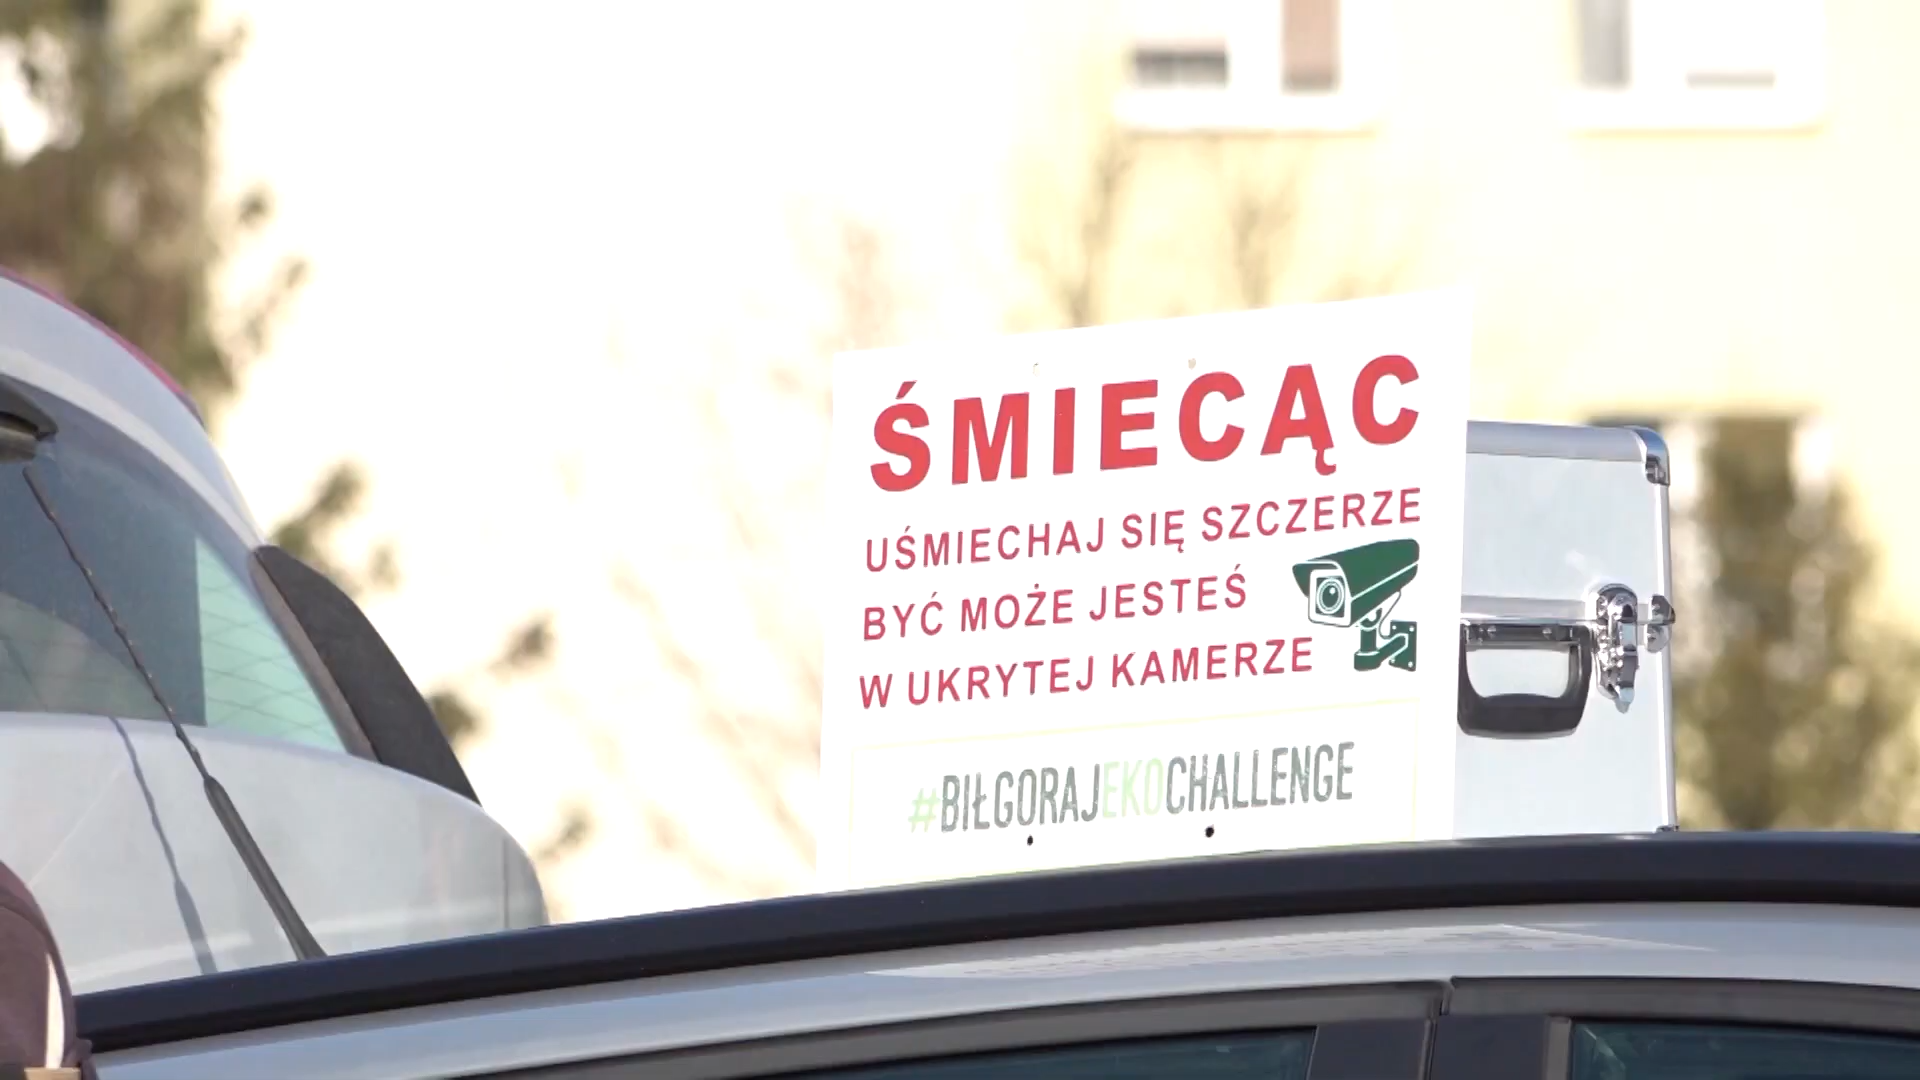 ŚMIECĄC
UŚMIECHAJ SIĘ SZCZERZE
BYĆ MOŻE JESTEŚ
W UKRYTEJ KAMERZE
#BIŁGORAJEKOCHALLENGE